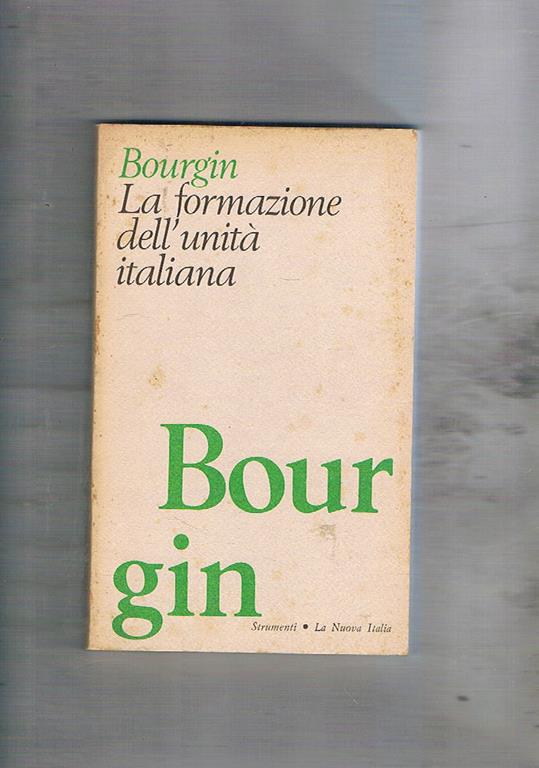 Bourgin
La formazione
dell'unità
italiana
Bour
gin
Strumenti • La Nuova Italia